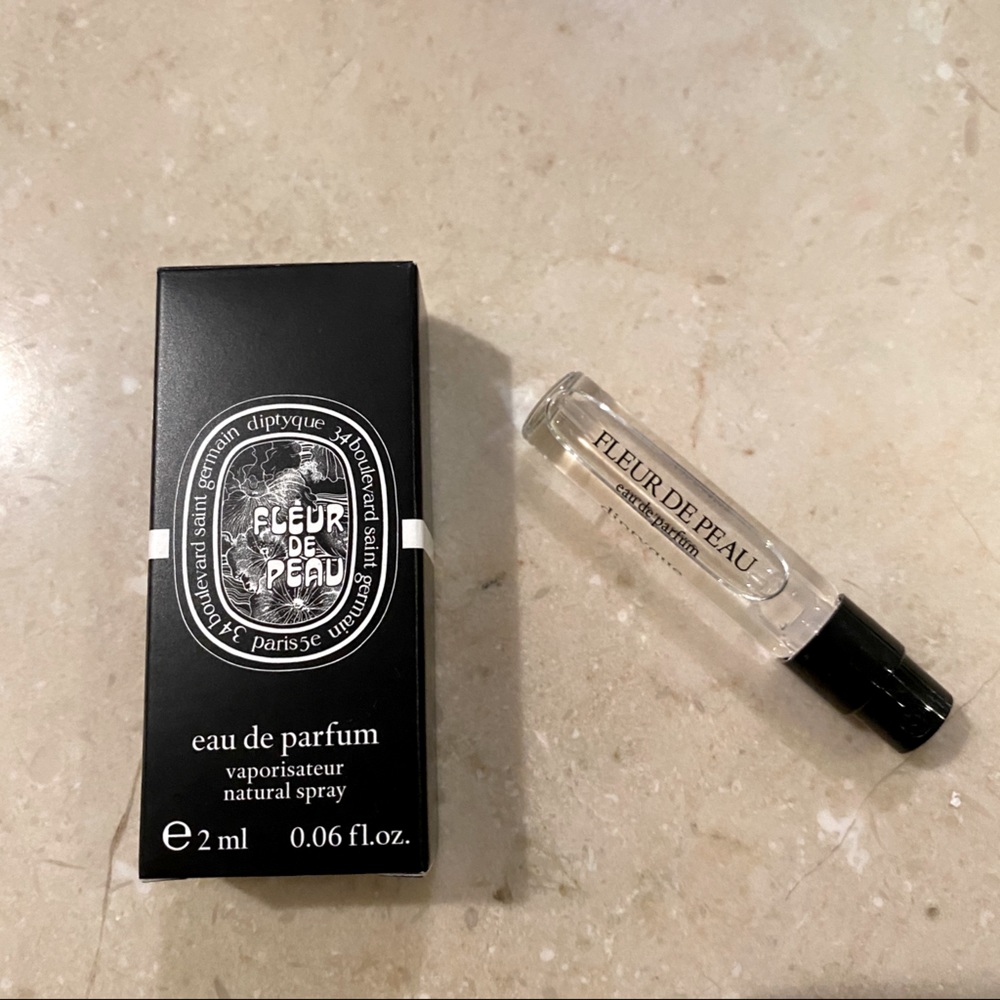 34 boulevard saint germain diptyque 34 boulevard saint germain
paris 5e
FLEUR
DE
PEAU
eau de parfum
vaporisateur
natural spray
℮ 2 ml 0.06 fl.oz.
FLEUR DE PEAU
eau de parfum
diptyque